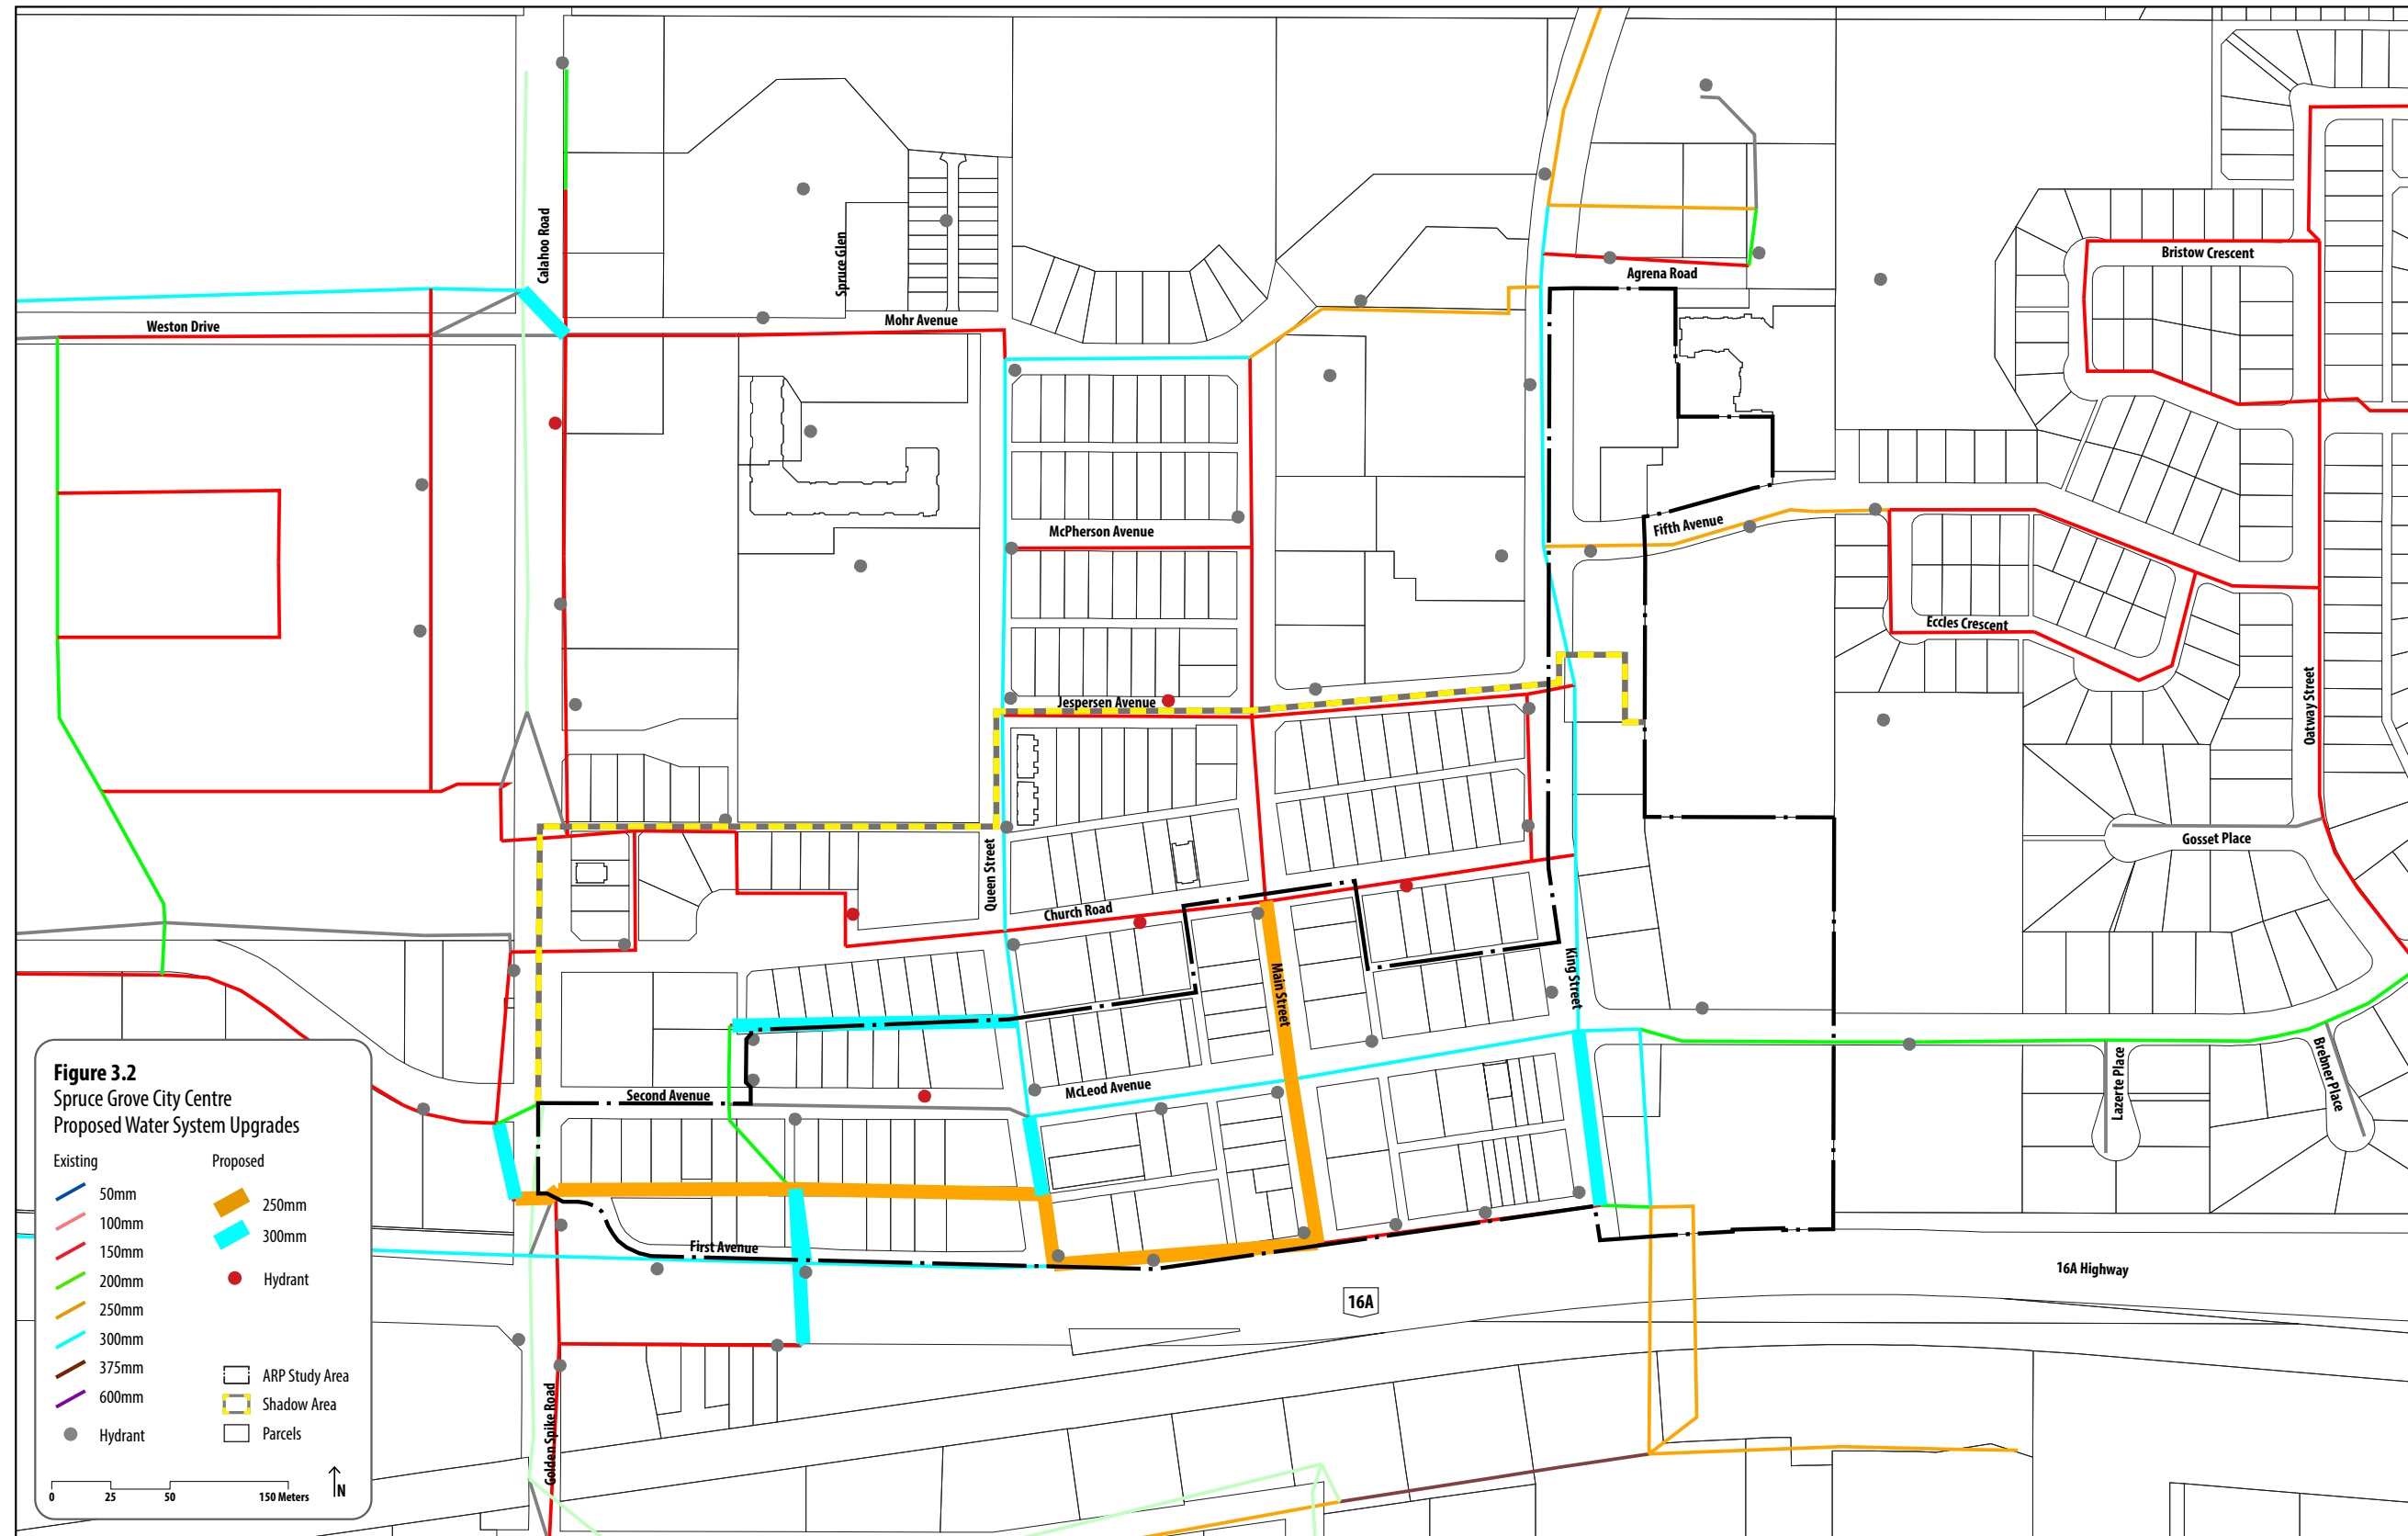 Calahoo Road
Spruce Glen
Weston Drive
Mohr Avenue
Agrena Road
Bristow Crescent
McPherson Avenue
Fifth Avenue
Eccles Crescent
Jespersen Avenue
Oatway Street
Queen Street
Gosset Place
Church Road
Main Street
King Street
McLeod Avenue
Second Avenue
Lazerte Place
Brebner Place
First Avenue
16A Highway
16A
Golden Spike Road
Figure 3.2
Spruce Grove City Centre
Proposed Water System Upgrades
Existing
50mm
100mm
150mm
200mm
250mm
300mm
375mm
600mm
Hydrant
Proposed
250mm
300mm
Hydrant
ARP Study Area
Shadow Area
Parcels
0 25 50 150 Meters
N